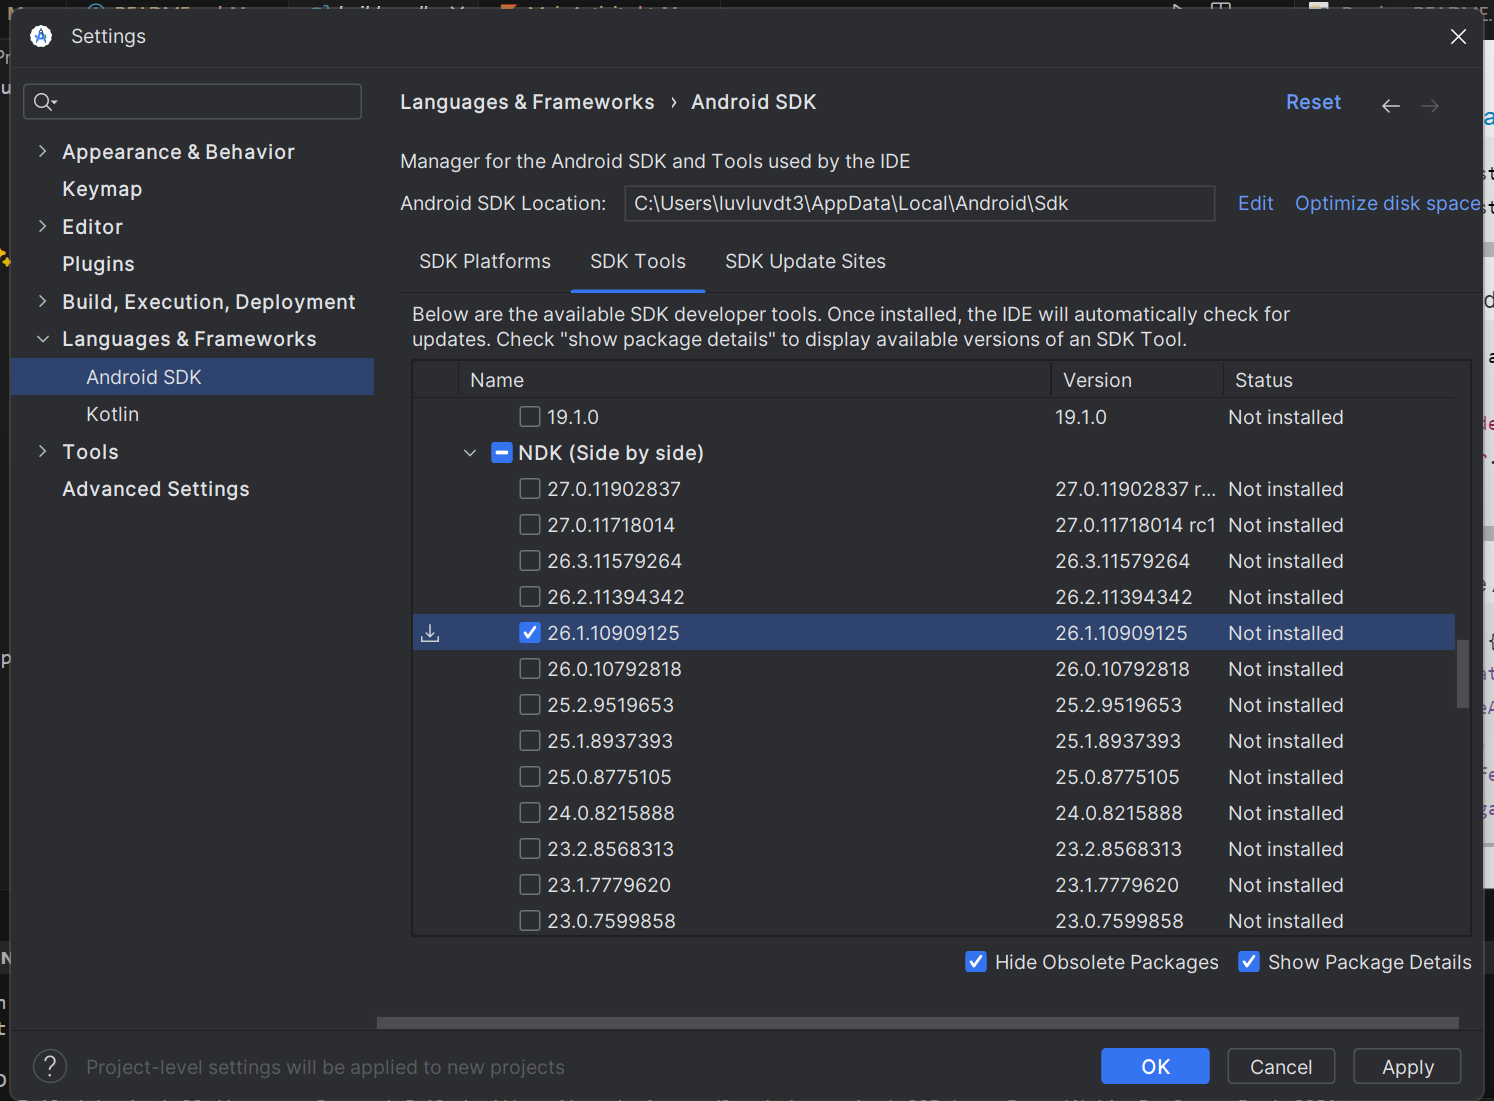 Settings
Languages & Frameworks › Android SDK
Reset
Appearance & Behavior
Keymap
Editor
Plugins
Build, Execution, Deployment
Languages & Frameworks
Android SDK
Kotlin
Tools
Advanced Settings
Manager for the Android SDK and Tools used by the IDE
Android SDK Location: C:\Users\luvluvdt3\AppData\Local\Android\Sdk Edit Optimize disk space
SDK Platforms SDK Tools SDK Update Sites
Below are the available SDK developer tools. Once installed, the IDE will automatically check for
updates. Check "show package details" to display available versions of an SDK Tool.
Name Version Status
19.1.0 19.1.0 Not installed
NDK (Side by side)
27.0.11902837 27.0.11902837 r... Not installed
27.0.11718014 27.0.11718014 rc1 Not installed
26.3.11579264 26.3.11579264 Not installed
26.2.11394342 26.2.11394342 Not installed
26.1.10909125 26.1.10909125 Not installed
26.0.10792818 26.0.10792818 Not installed
25.2.9519653 25.2.9519653 Not installed
25.1.8937393 25.1.8937393 Not installed
25.0.8775105 25.0.8775105 Not installed
24.0.8215888 24.0.8215888 Not installed
23.2.8568313 23.2.8568313 Not installed
23.1.7779620 23.1.7779620 Not installed
23.0.7599858 23.0.7599858 Not installed
Hide Obsolete Packages Show Package Details
? Project-level settings will be applied to new projects
OK Cancel Apply